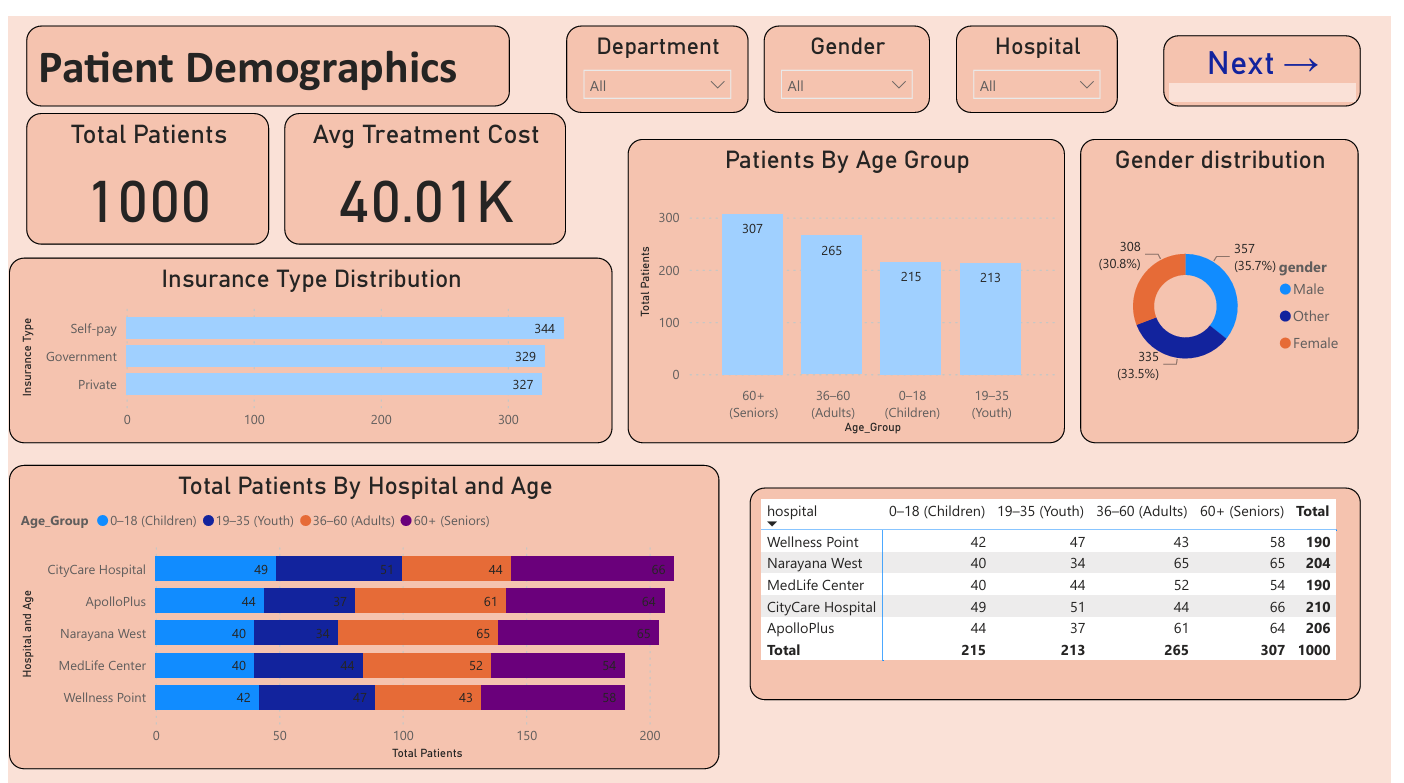 Patient Demographics
Department
All
Gender
All
Hospital
All
Next →
Total Patients
1000
Avg Treatment Cost
40.01K
Insurance Type Distribution
Insurance Type
Self-pay
344
Government
329
Private
327
0 100 200 300
Patients By Age Group
Total Patients
300
200
100
0
307
265
215
213
60+ (Seniors)
36–60 (Adults)
0–18 (Children)
19–35 (Youth)
Age_Group
Gender distribution
308 (30.8%)
357 (35.7%)
335 (33.5%)
gender
Male
Other
Female
Total Patients By Hospital and Age
Age_Group 0–18 (Children) 19–35 (Youth) 36–60 (Adults) 60+ (Seniors)
Hospital and Age
CityCare Hospital 49 51 44 66
ApolloPlus 44 37 61 64
Narayana West 40 34 65 65
MedLife Center 40 44 52 54
Wellness Point 42 47 43 58
0 50 100 150 200
Total Patients
hospital 0–18 (Children) 19–35 (Youth) 36–60 (Adults) 60+ (Seniors) Total
Wellness Point 42 47 43 58 190
Narayana West 40 34 65 65 204
MedLife Center 40 44 52 54 190
CityCare Hospital 49 51 44 66 210
ApolloPlus 44 37 61 64 206
Total 215 213 265 307 1000